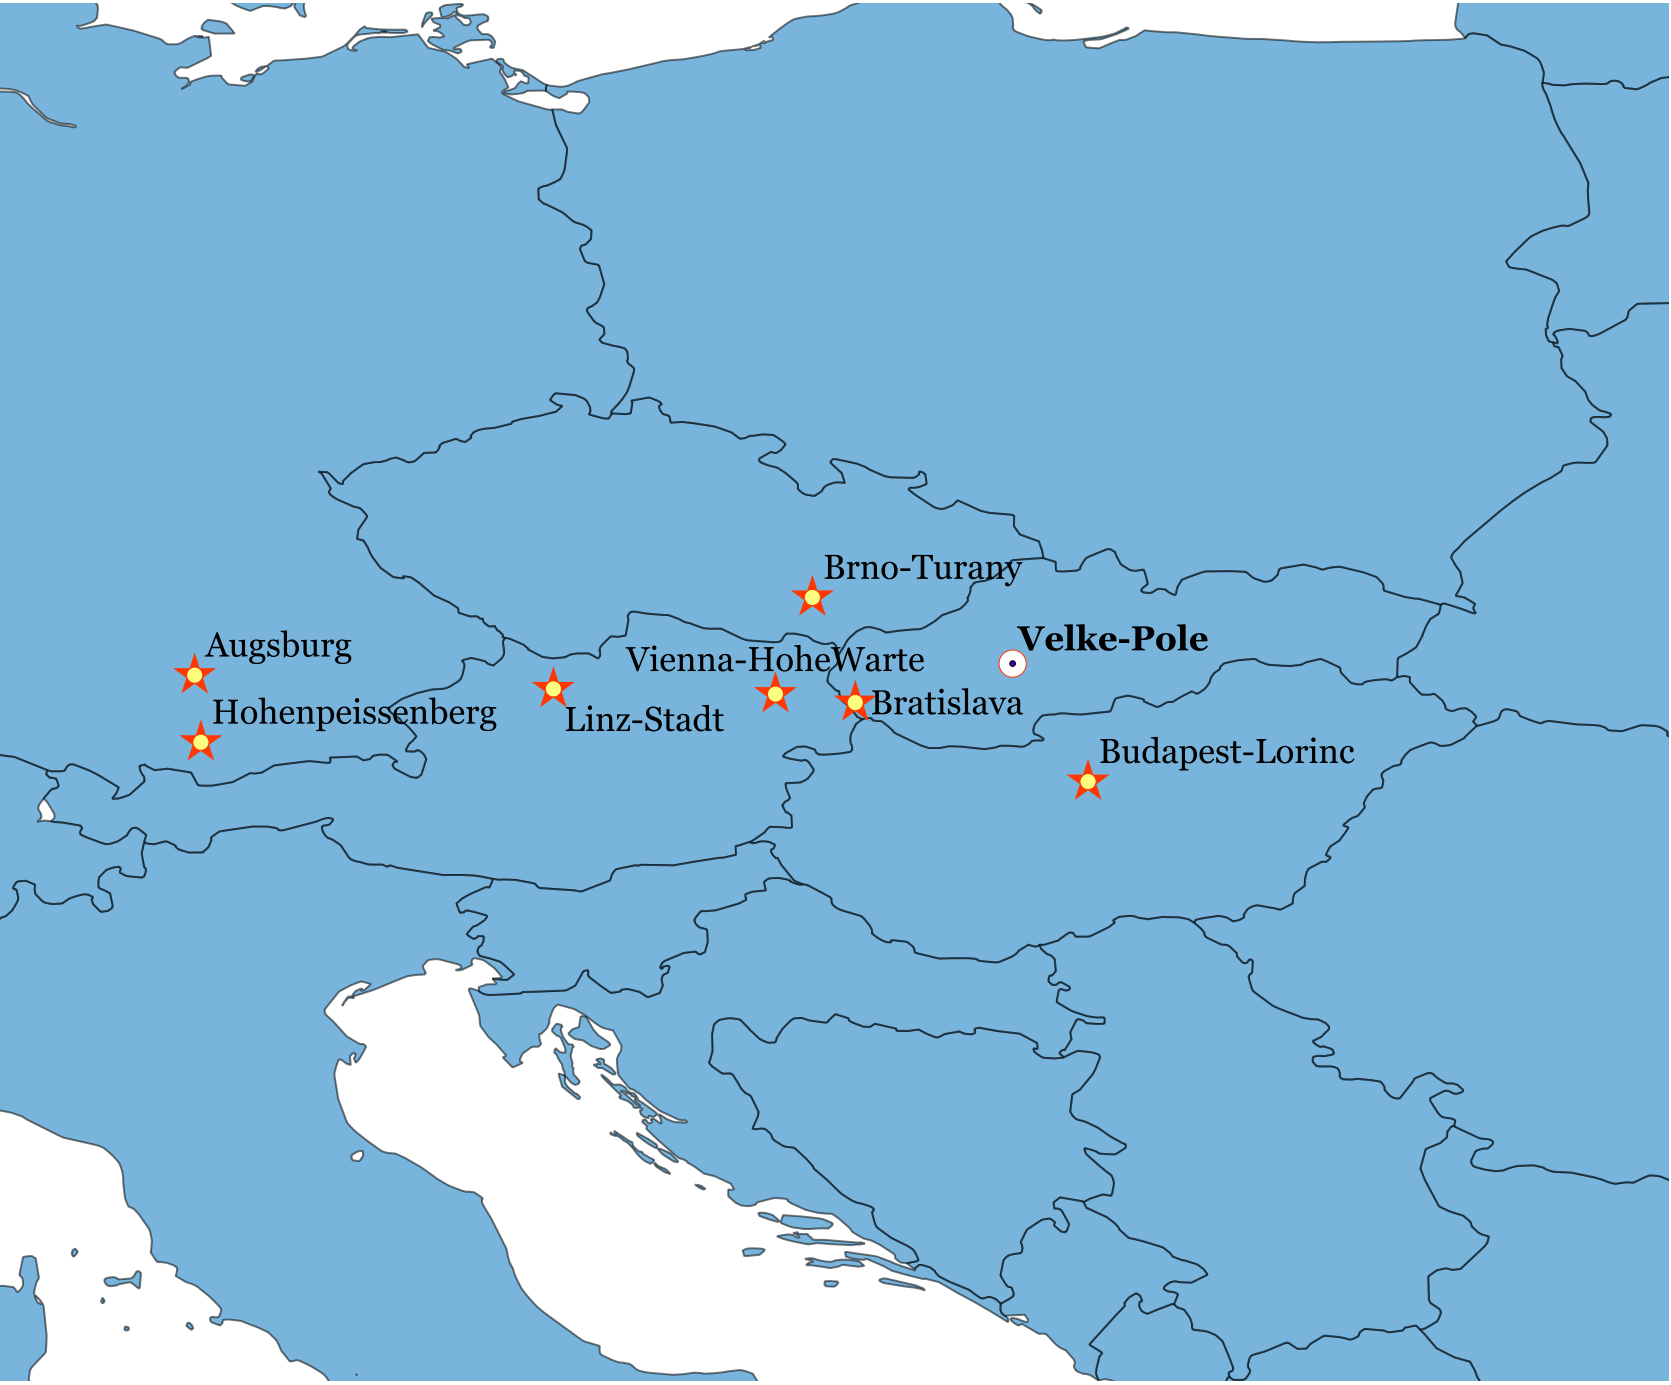 Brno-Turany
Velke-Pole
Augsburg
Vienna-HoheWarte
Hohenpeissenberg
Linz-Stadt
Bratislava
Budapest-Lorinc